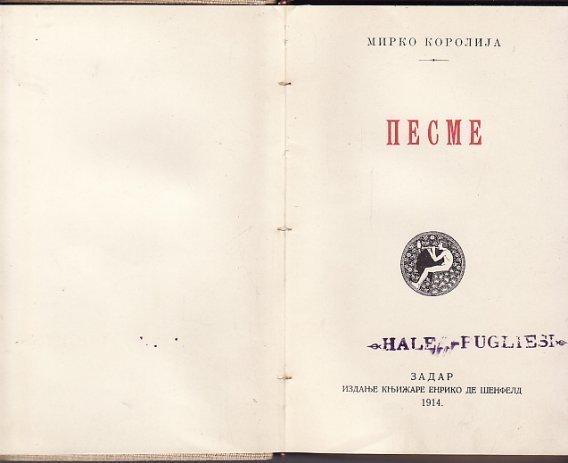 МИРКО КОРОЛИЈА
ПЕСМЕ
HALE PUGLIESI
ЗАДАР
ИЗДАЊЕ КЊИЖАРЕ ЕНРИКО ДЕ ШЕНФЕЛД
1914.